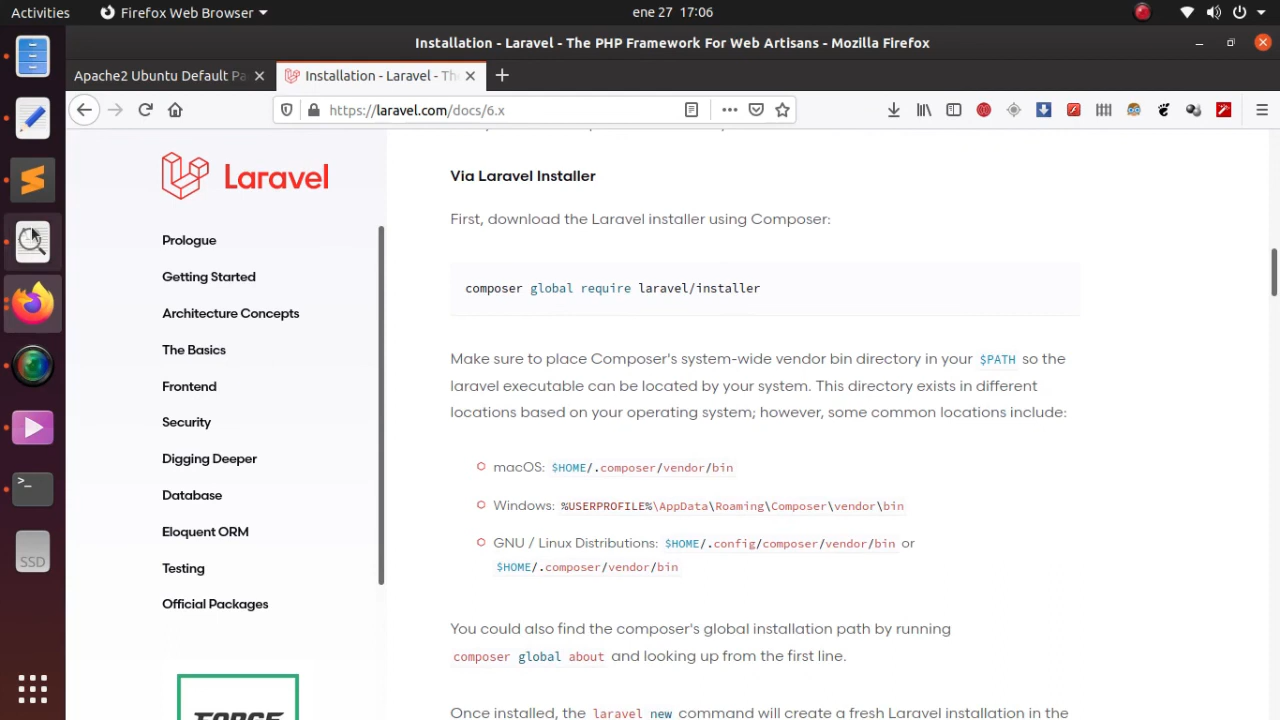 Activities
Firefox Web Browser
ene 27 17:06
Installation - Laravel - The PHP Framework For Web Artisans - Mozilla Firefox
Apache2 Ubuntu Default Pa
Installation - Laravel - Th
https://laravel.com/docs/6.x
Laravel
Prologue
Getting Started
Architecture Concepts
The Basics
Frontend
Security
Digging Deeper
Database
Eloquent ORM
Testing
Official Packages
FORGE
SSD
>_
Via Laravel Installer
First, download the Laravel installer using Composer:
composer global require laravel/installer
Make sure to place Composer's system-wide vendor bin directory in your $PATH so the
laravel executable can be located by your system. This directory exists in different
locations based on your operating system; however, some common locations include:
macOS: $HOME/.composer/vendor/bin
Windows: %USERPROFILE%\AppData\Roaming\Composer\vendor\bin
GNU / Linux Distributions: $HOME/.config/composer/vendor/bin or
$HOME/.composer/vendor/bin
You could also find the composer's global installation path by running
composer global about and looking up from the first line.
Once installed, the laravel new command will create a fresh Laravel installation in the